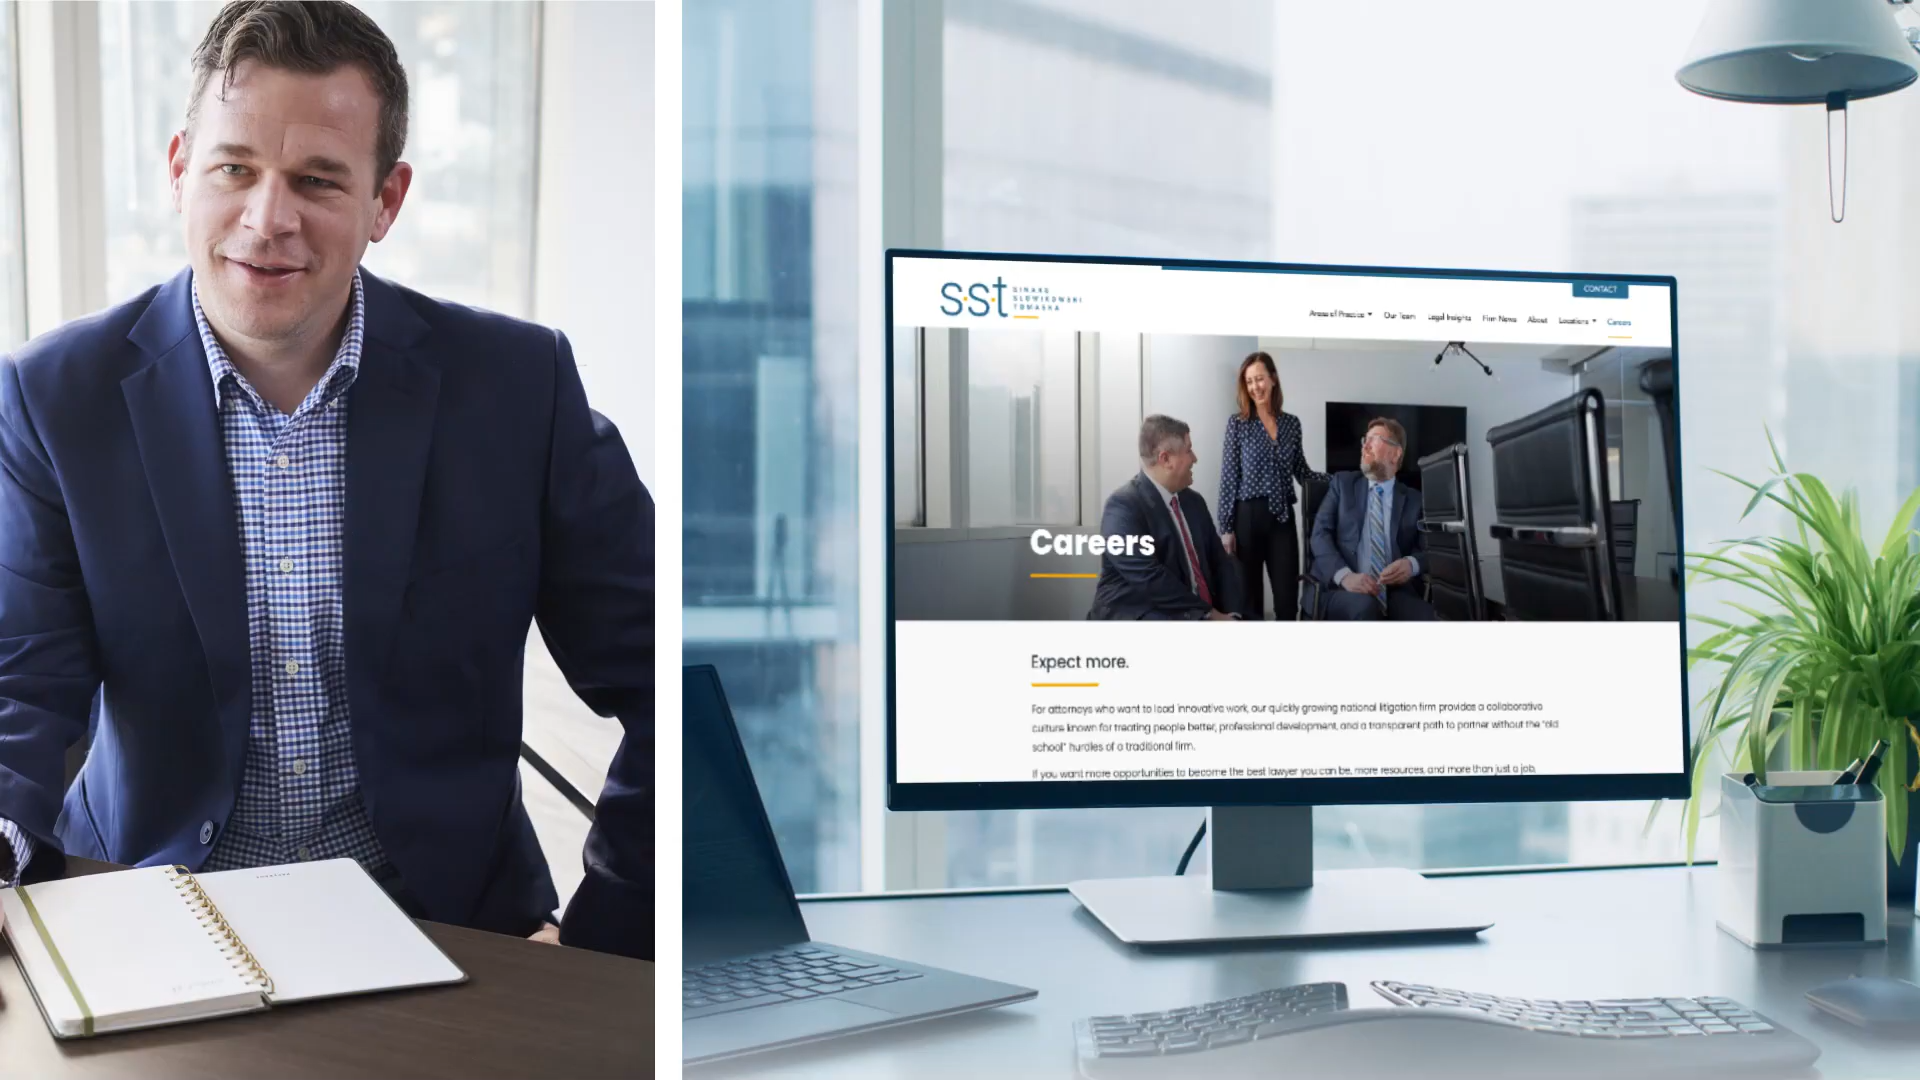 s.s.t
SINARS
SLOWIKOWSKI
TOMASKA
CONTACT
Areas of Practice Our Team Legal Insights Firm News About Locations Careers
Careers
Expect more.
For attorneys who want to lead innovative work, our quickly growing national litigation firm provides a collaborative
culture known for treating people better, professional development, and a transparent path to partner without the "old
school" hurdles of a traditional firm.
If you want more opportunities to become the best lawyer you can be, more resources, and more than just a job,